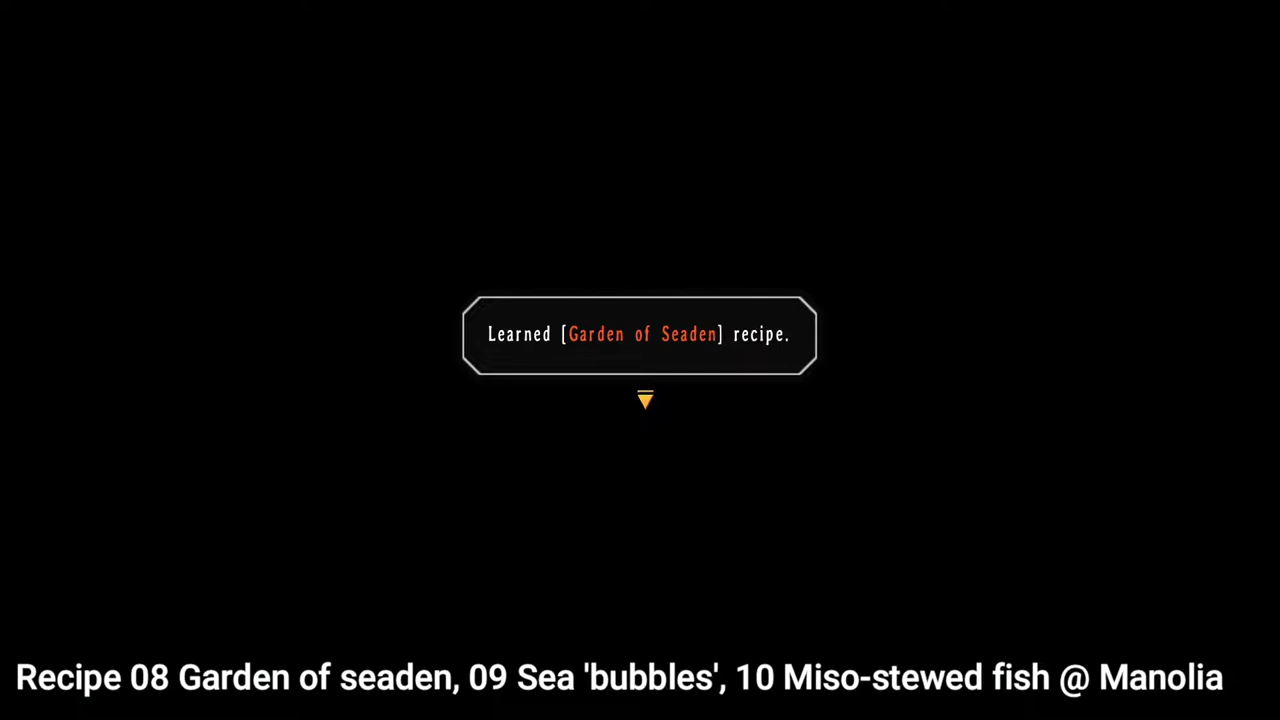 Learned [Garden of Seaden] recipe.
Recipe 08 Garden of seaden, 09 Sea 'bubbles', 10 Miso-stewed fish @ Manolia